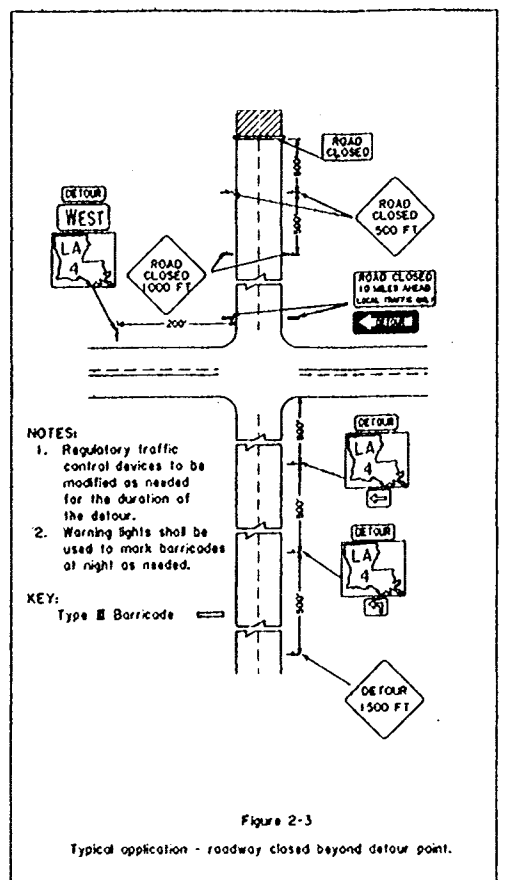 ROAD
CLOSED
500'
500'
ROAD
CLOSED
500 FT
DETOUR
WEST
LA
4
ROAD
CLOSED
1000 FT
ROAD CLOSED
10 MILES AHEAD
LOCAL TRAFFIC ONLY
DETOUR
200'
500'
DETOUR
LA
4
500'
DETOUR
LA
4
500'
DETOUR
1500 FT
NOTES:
1. Regulatory traffic
control devices to be
modified as needed
for the duration of
the detour.
2. Warning lights shall be
used to mark barricades
at night as needed.
KEY:
Type III Barricade
Figure 2-3
Typical application - roadway closed beyond detour point.